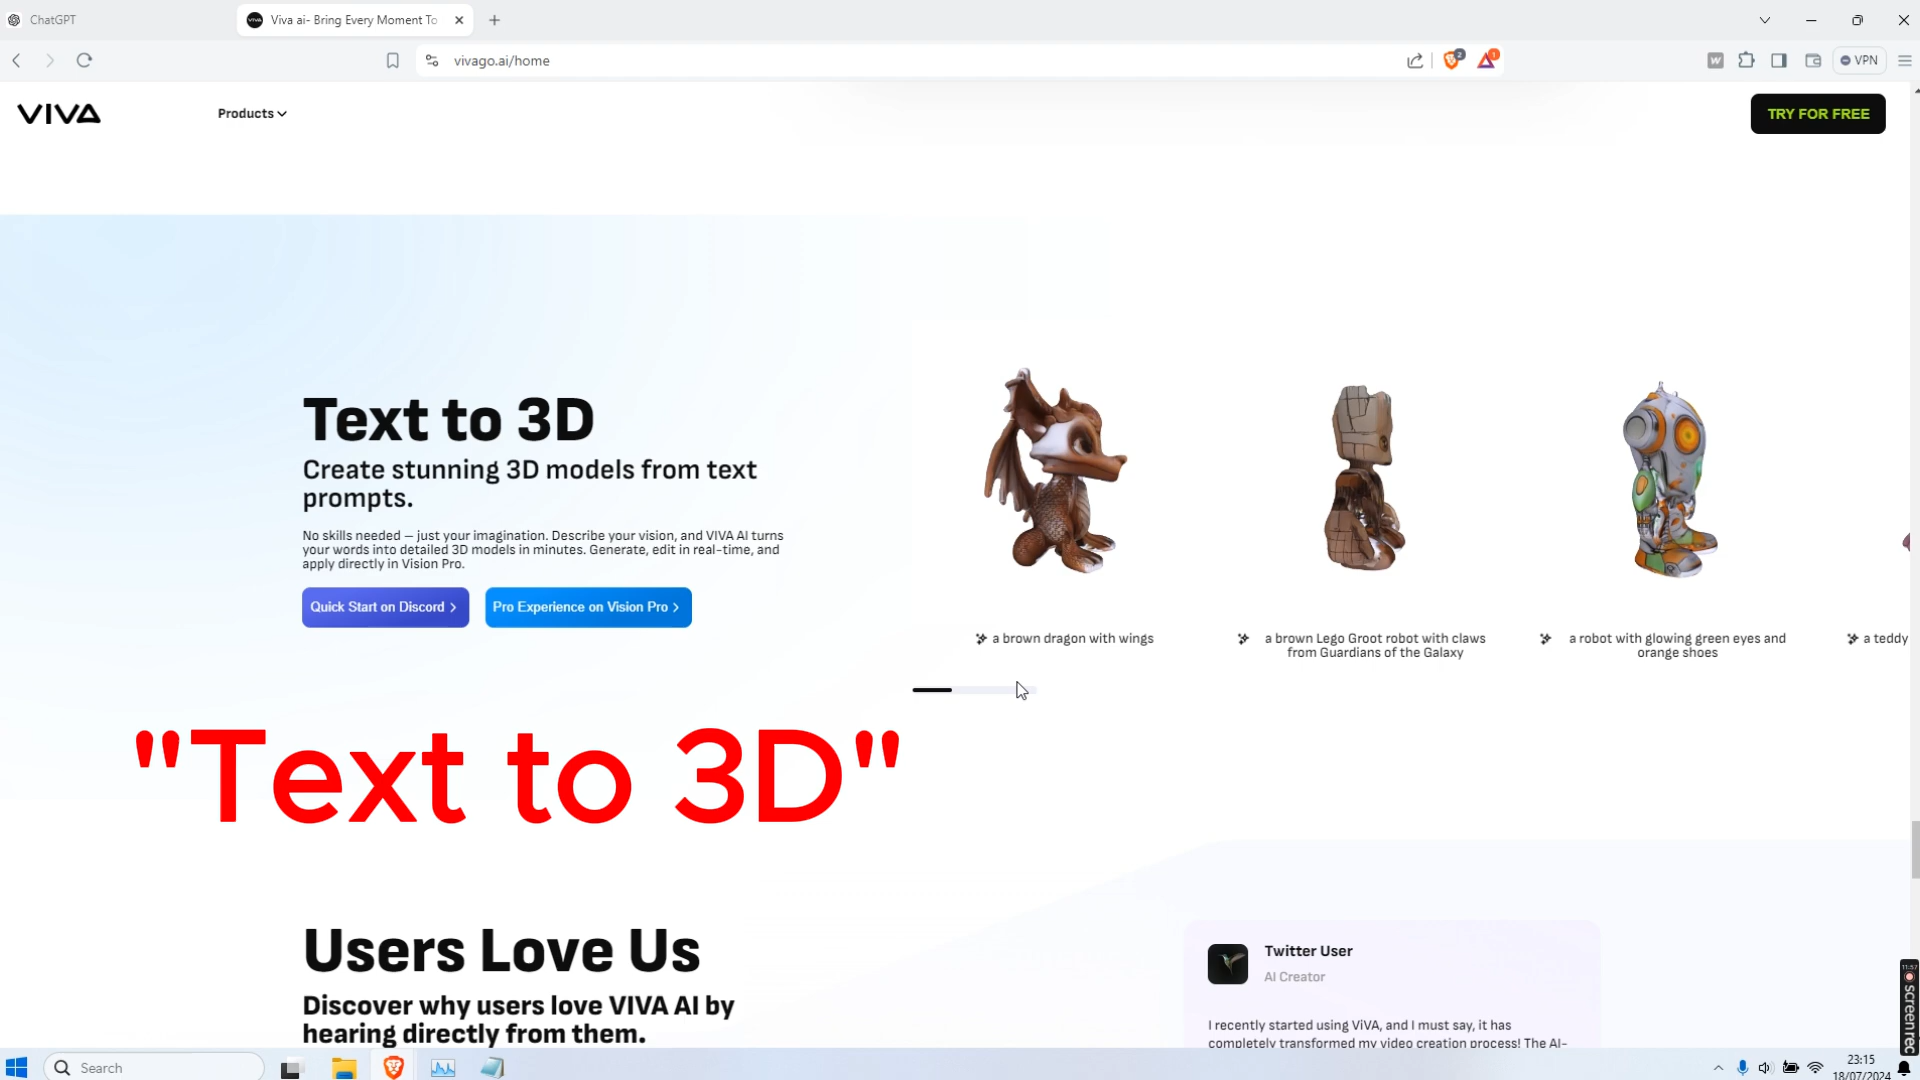 ChatGPT
Viva ai- Bring Every Moment To
vivago.ai/home
2
1
W
VPN
VIVA
Products
TRY FOR FREE
Text to 3D
Create stunning 3D models from text
prompts.
No skills needed – just your imagination. Describe your vision, and VIVA AI turns
your words into detailed 3D models in minutes. Generate, edit in real-time, and
apply directly in Vision Pro.
Quick Start on Discord >
Pro Experience on Vision Pro >
a brown dragon with wings
a brown Lego Groot robot with claws
from Guardians of the Galaxy
a robot with glowing green eyes and
orange shoes
a teddy
"Text to 3D"
Users Love Us
Discover why users love VIVA AI by
hearing directly from them.
Twitter User
AI Creator
I recently started using ViVA, and I must say, it has
completely transformed my video creation process! The AI-
11:57
screenrec
Search
23:15
18/07/2024